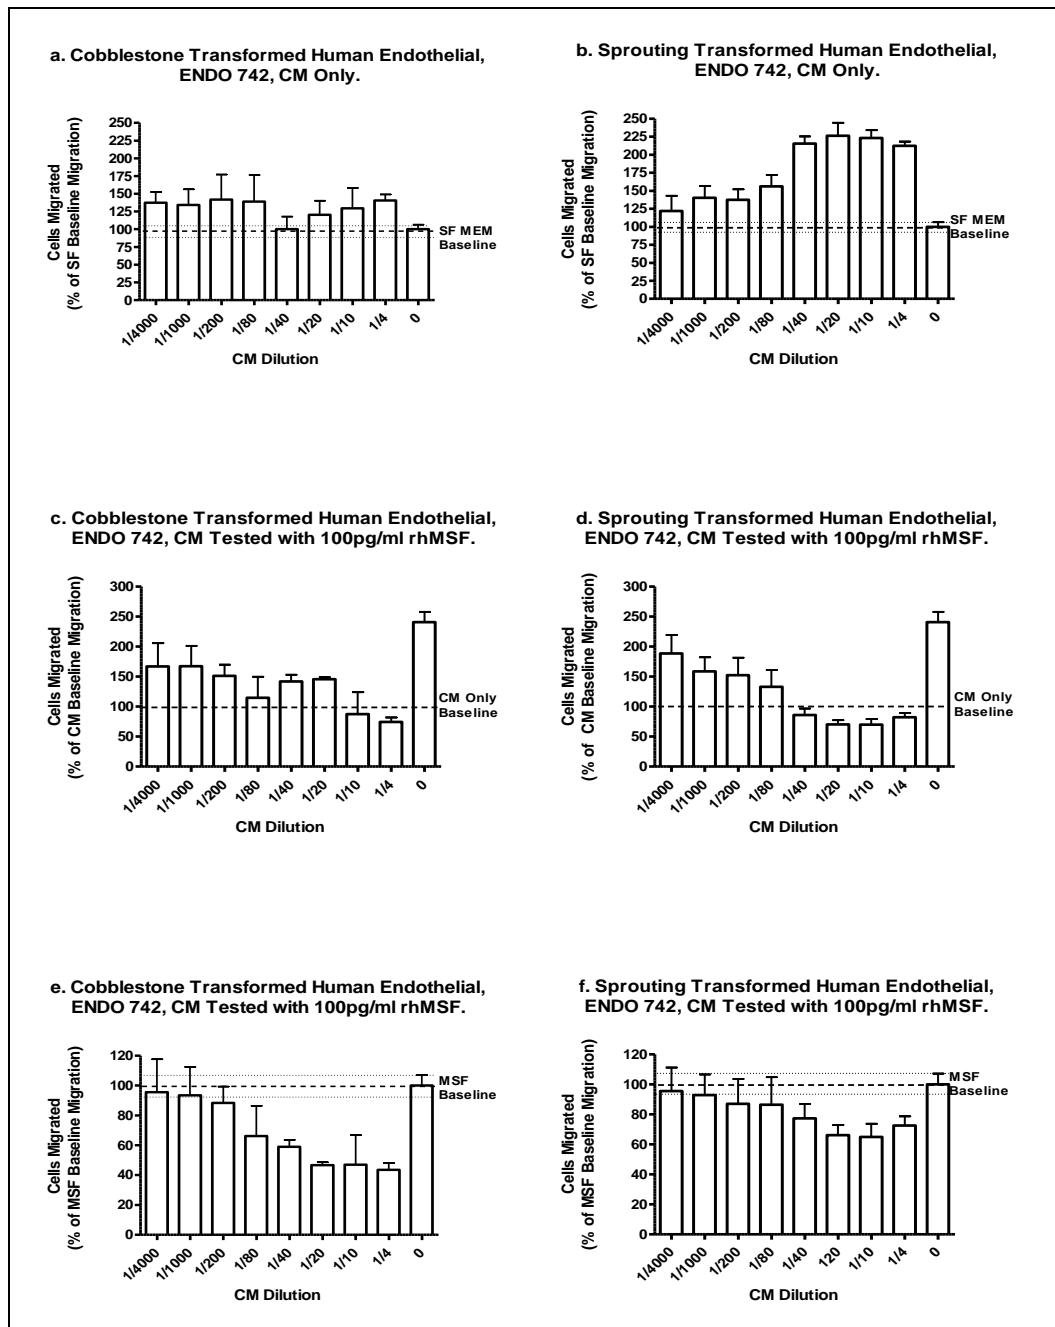 a. Cobblestone Transformed Human Endothelial,
ENDO 742, CM Only.
Cells Migrated
(% of SF Baseline Migration)
250
225
200
175
150
125
100
75
50
25
0
SF MEM
Baseline
1/4000
1/1000
1/200
1/80
1/40
1/20
1/10
1/4
0
CM Dilution
b. Sprouting Transformed Human Endothelial,
ENDO 742, CM Only.
Cells Migrated
(% of SF Baseline Migration)
250
225
200
175
150
125
100
75
50
25
0
SF MEM
Baseline
1/4000
1/1000
1/200
1/80
1/40
1/20
1/10
1/4
0
CM Dilution
c. Cobblestone Transformed Human Endothelial,
ENDO 742, CM Tested with 100pg/ml rhMSF.
Cells Migrated
(% of CM Baseline Migration)
300
250
200
150
100
50
0
CM Only
Baseline
1/4000
1/1000
1/200
1/80
1/40
1/20
1/10
1/4
0
CM Dilution
d. Sprouting Transformed Human Endothelial,
ENDO 742, CM Tested with 100pg/ml rhMSF.
Cells Migrated
(% of CM Baseline Migration)
300
250
200
150
100
50
0
CM Only
Baseline
1/4000
1/1000
1/200
1/80
1/40
1/20
1/10
1/4
0
CM Dilution
e. Cobblestone Transformed Human Endothelial,
ENDO 742, CM Tested with 100pg/ml rhMSF.
Cells Migrated
(% of MSF Baseline Migration)
120
100
80
60
40
20
0
MSF
Baseline
1/4000
1/1000
1/200
1/80
1/40
1/20
1/10
1/4
0
CM Dilution
f. Sprouting Transformed Human Endothelial,
ENDO 742, CM Tested with 100pg/ml rhMSF.
Cells Migrated
(% of MSF Baseline Migration)
120
100
80
60
40
20
0
MSF
Baseline
1/4000
1/1000
1/200
1/80
1/40
120
1/10
1/4
0
CM Dilution